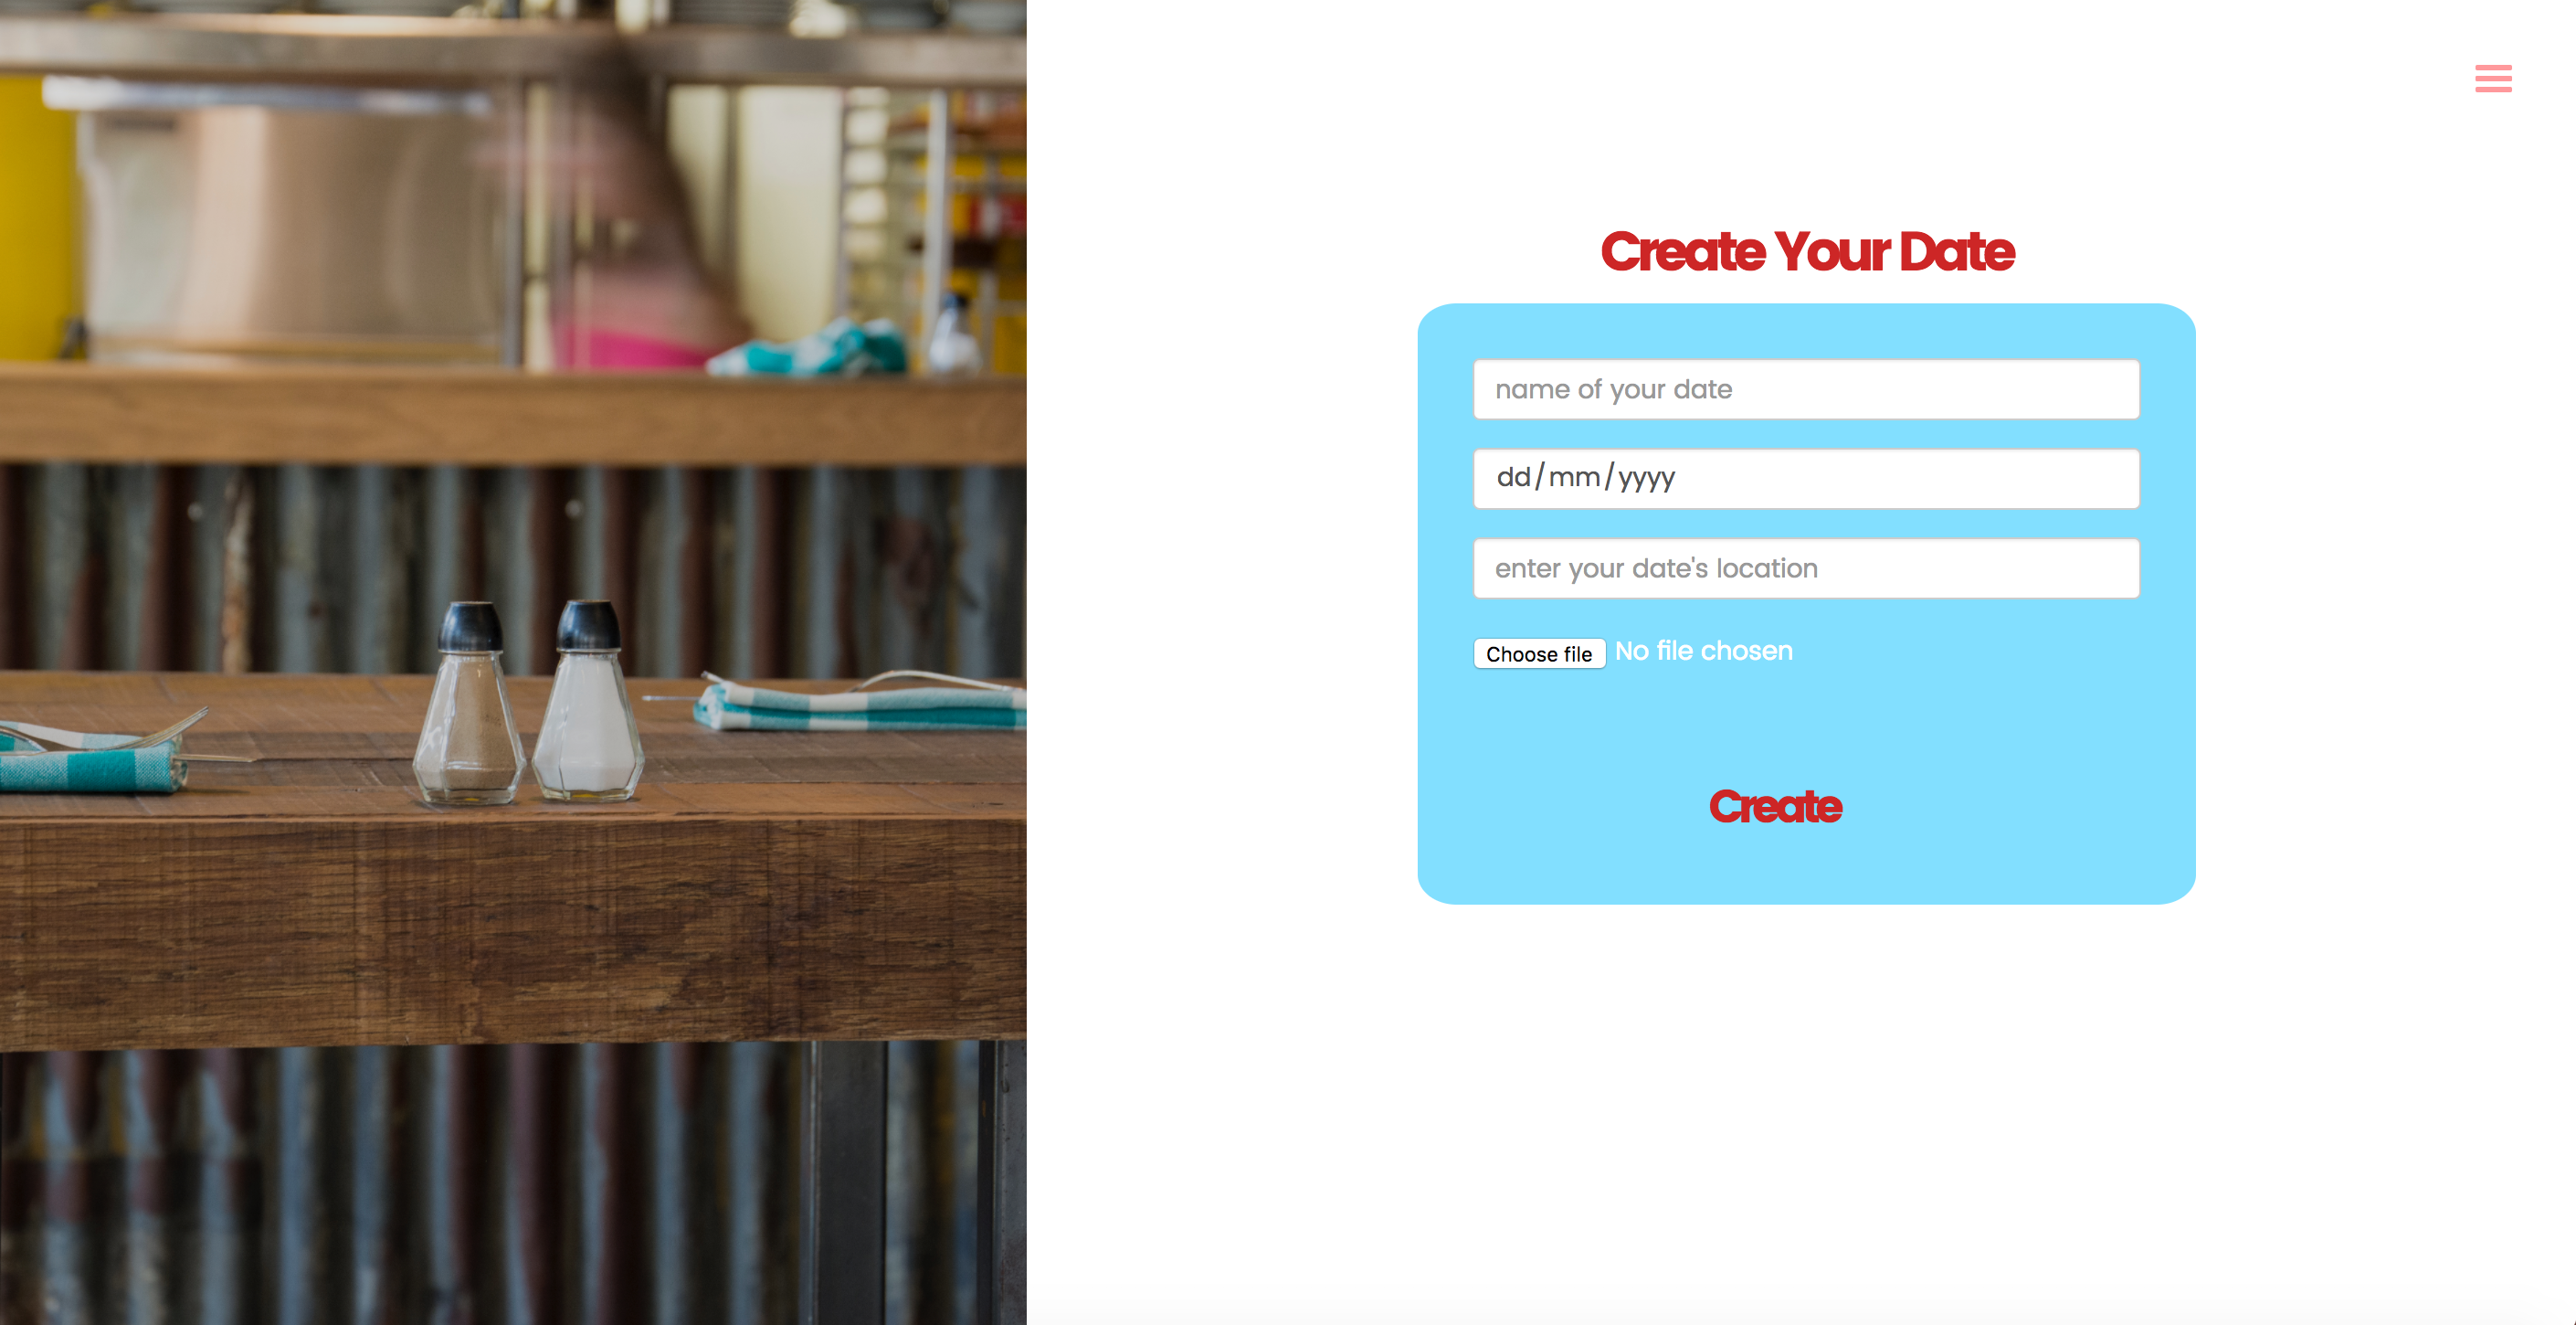 Create Your Date
name of your date
dd/mm/yyyy
enter your date's location
Choose file No file chosen
Create